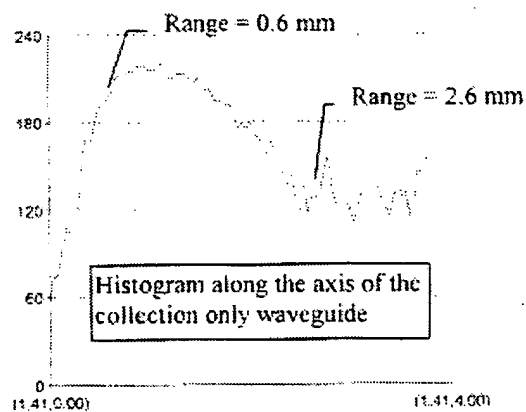 Range = 0.6 mm
240
Range = 2.6 mm
180
120
Histogram along the axis of the
collection only waveguide
60
0
(1.41,0.00)
(1.41,4.00)